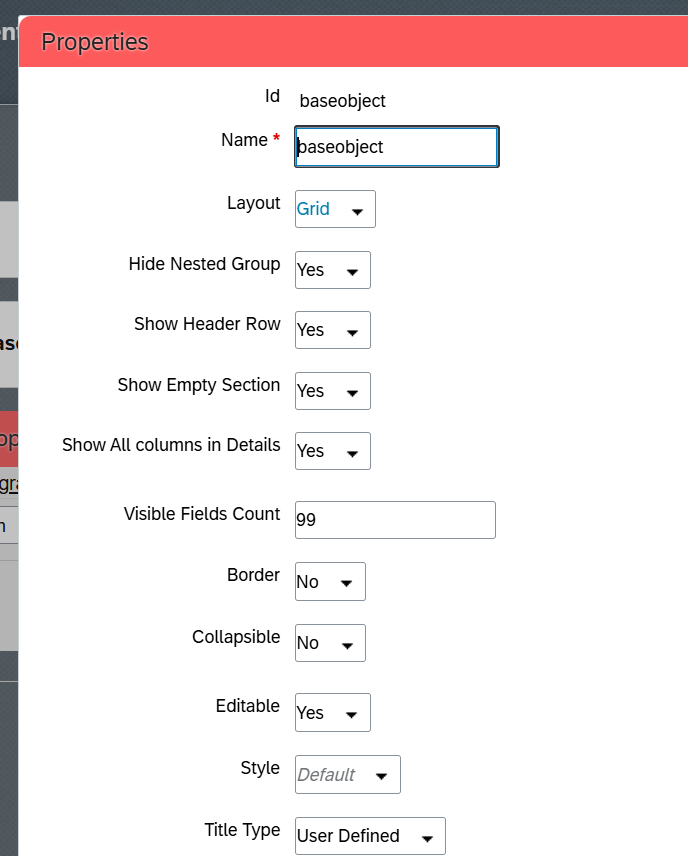 Properties
Id baseobject
Name * baseobject
Layout Grid
Hide Nested Group Yes
Show Header Row Yes
Show Empty Section Yes
Show All columns in Details Yes
Visible Fields Count 99
Border No
Collapsible No
Editable Yes
Style Default
Title Type User Defined